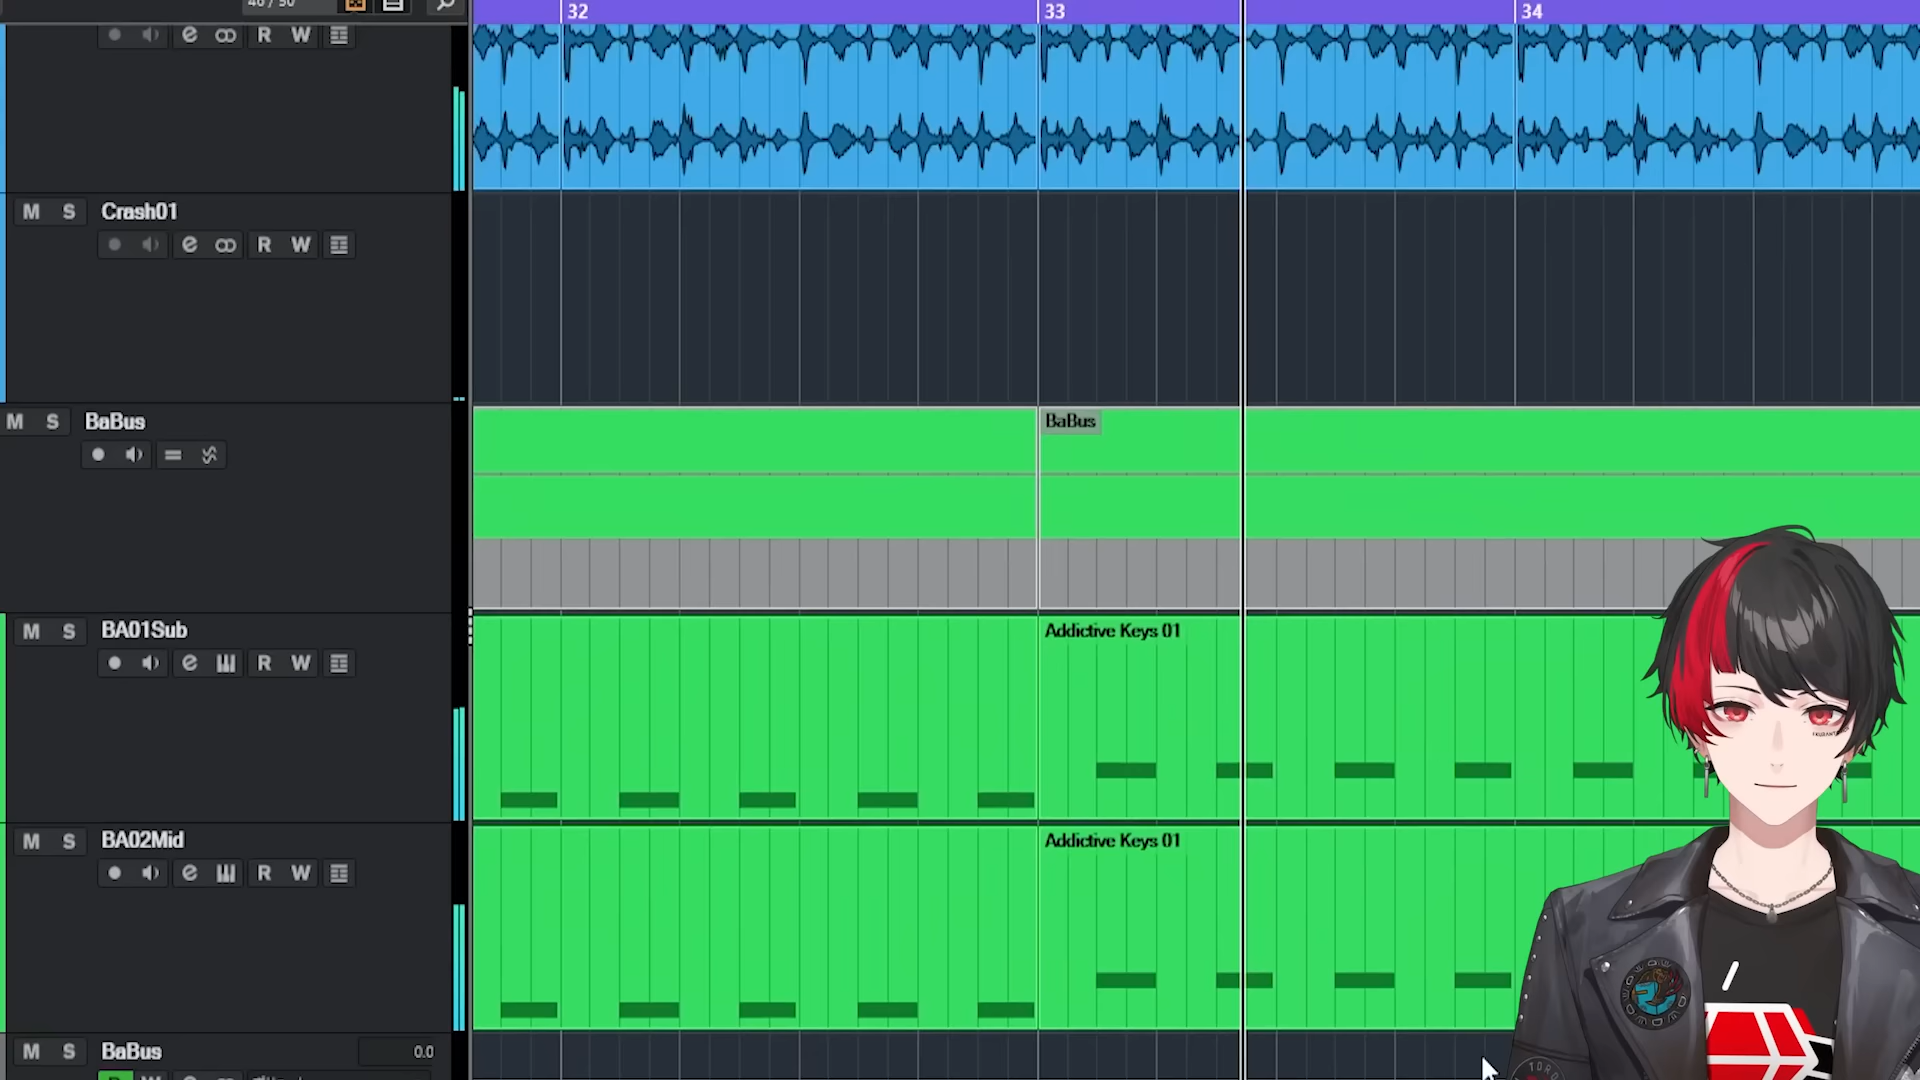 32 33 34
R W
M S Crash01
R W
M S BaBus
BaBus
M S BA01Sub
Addictive Keys 01
R W
M S BA02Mid
Addictive Keys 01
R W
M S BaBus 0.0